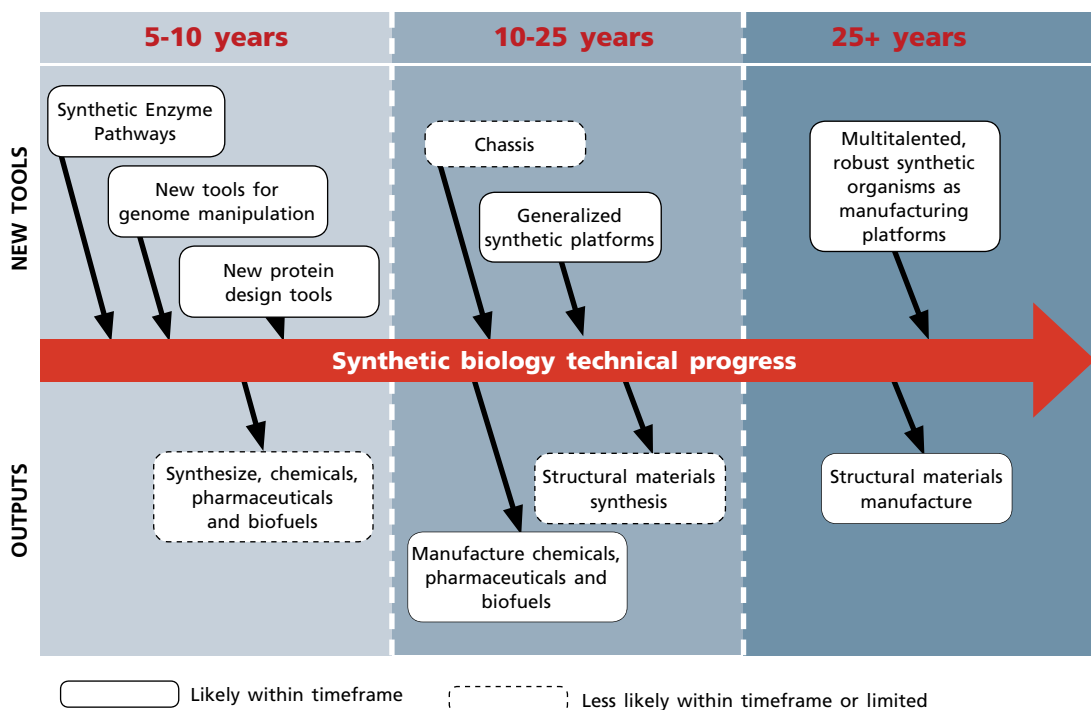 5-10 years
10-25 years
25+ years
NEW TOOLS
Synthetic Enzyme
Pathways
New tools for
genome manipulation
New protein
design tools
Chassis
Generalized
synthetic platforms
Multitalented,
robust synthetic
organisms as
manufacturing
platforms
Synthetic biology technical progress
OUTPUTS
Synthesize, chemicals,
pharmaceuticals
and biofuels
Structural materials
synthesis
Manufacture chemicals,
pharmaceuticals and
biofuels
Structural materials
manufacture
Likely within timeframe
Less likely within timeframe or limited